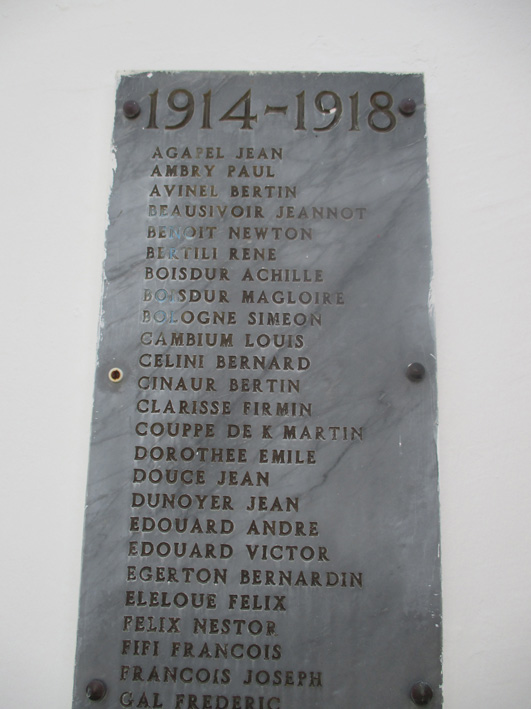 1914-1918
AGAPEL JEAN
AMBRY PAUL
AVINEL BERTIN
BEAUSIVOIR JEANNOT
BENOIT NEWTON
BERTILI RENE
BOISDUR ACHILLE
BOISDUR MAGLOIRE
BOLOGNE SIMEON
CAMBIUM LOUIS
CELINI BERNARD
CINAUR BERTIN
CLARISSE FIRMIN
COUPPE DE K MARTIN
DOROTHEE EMILE
DOUCE JEAN
DUNOYER JEAN
EDOUARD ANDRE
EDOUARD VICTOR
EGERTON BERNARDIN
ELELOUE FELIX
FELIX NESTOR
FIFI FRANCOIS
FRANCOIS JOSEPH
GAL FREDERIC